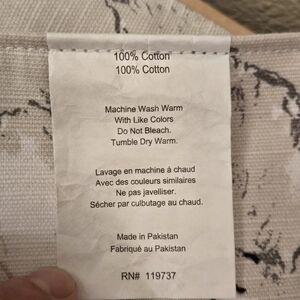 100% Cotton
100% Cotton
Machine Wash Warm
With Like Colors
Do Not Bleach.
Tumble Dry Warm.
Lavage en machine à chaud
Avec des couleurs similaires
Ne pas javelliser.
Sécher par culbutage au chaud.
Made in Pakistan
Fabriqué au Pakistan
RN# 119737